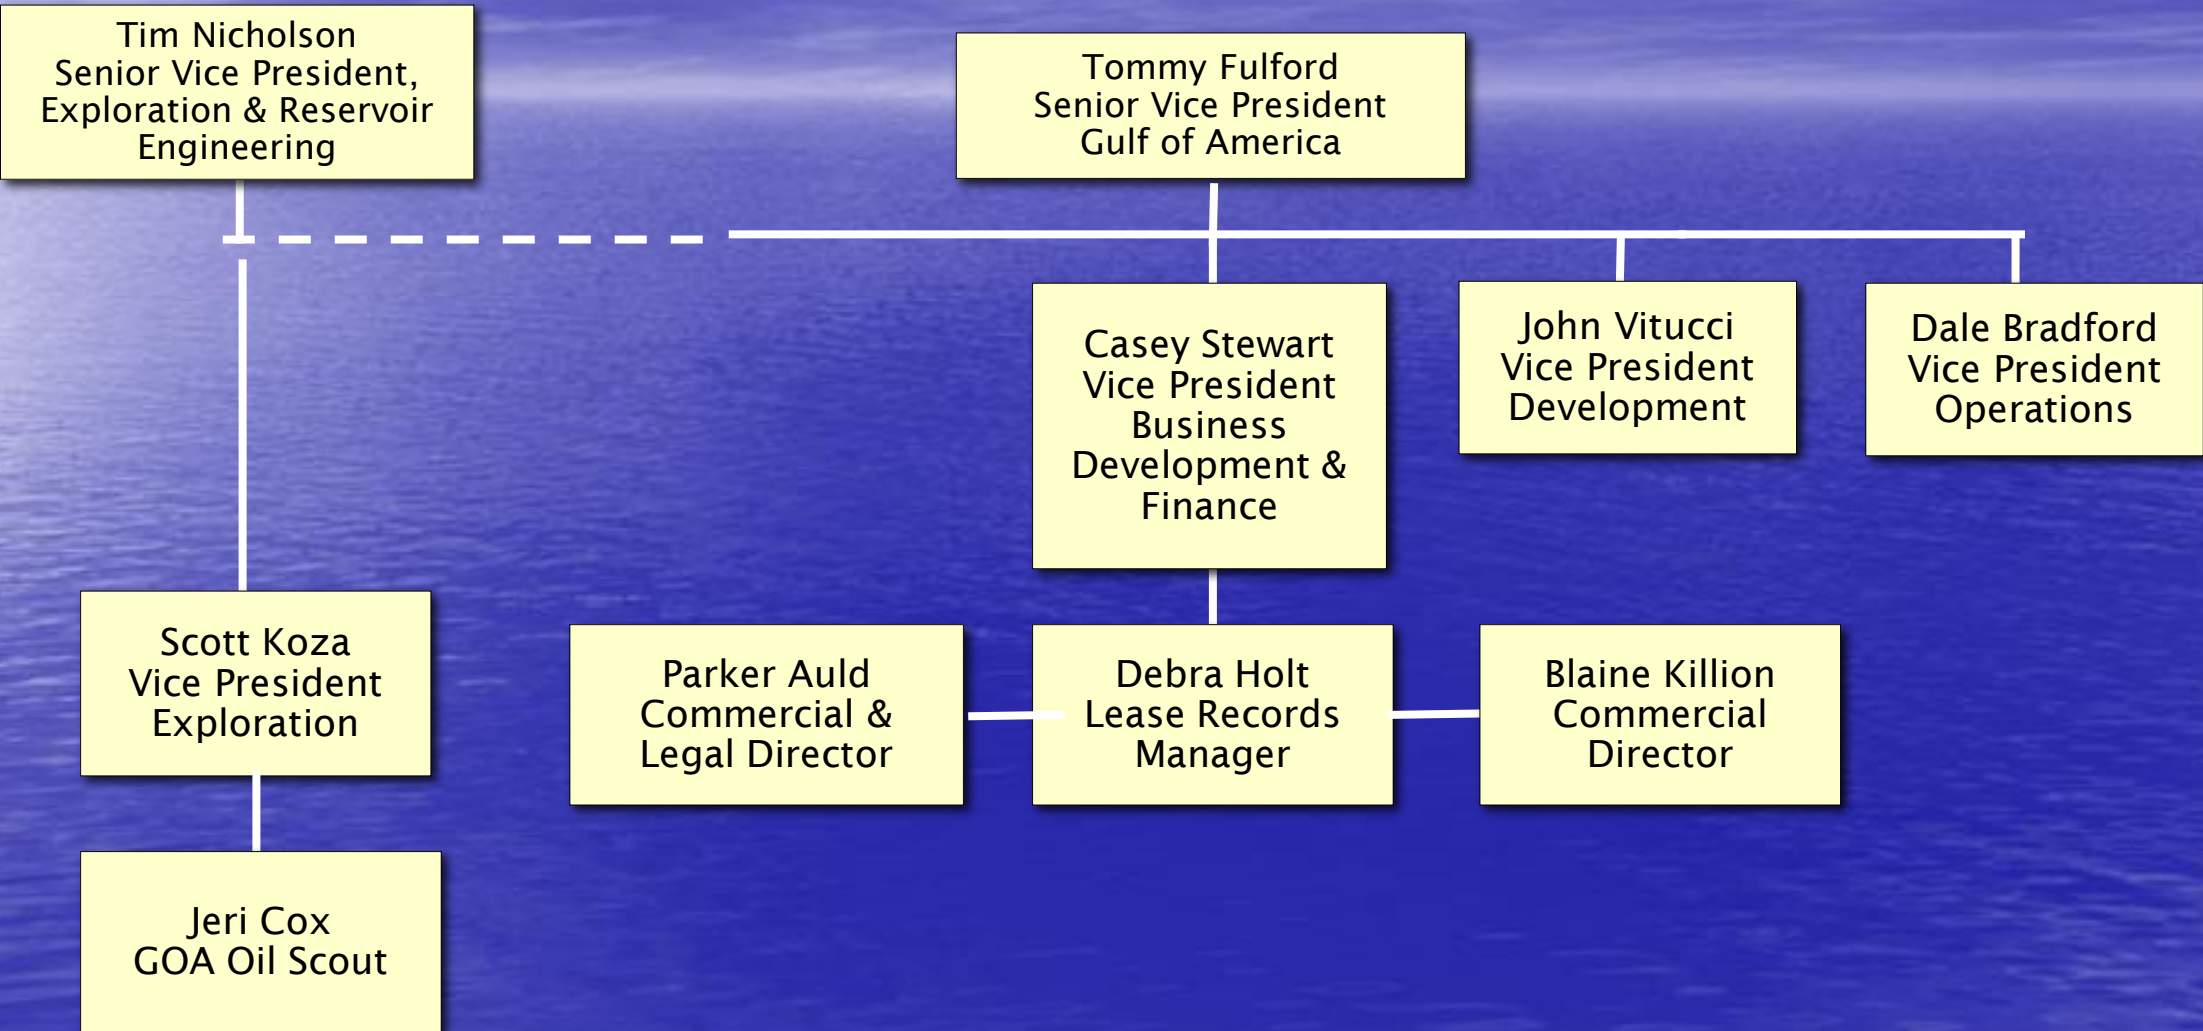 Tim Nicholson
Senior Vice President,
Exploration & Reservoir
Engineering
Tommy Fulford
Senior Vice President
Gulf of America
Casey Stewart
Vice President
Business
Development &
Finance
John Vitucci
Vice President
Development
Dale Bradford
Vice President
Operations
Scott Koza
Vice President
Exploration
Parker Auld
Commercial &
Legal Director
Debra Holt
Lease Records
Manager
Blaine Killion
Commercial
Director
Jeri Cox
GOA Oil Scout